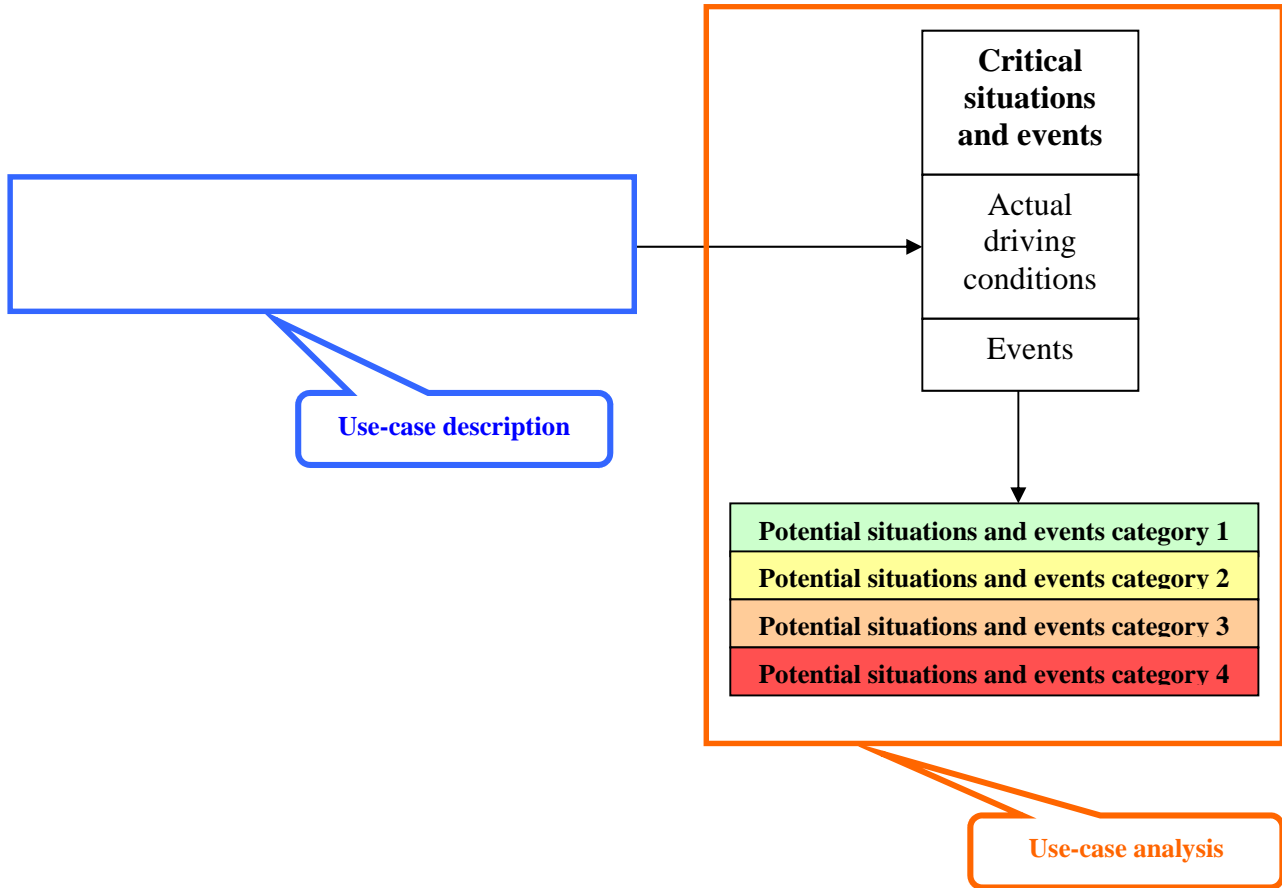 Critical
situations
and events
Actual
driving
conditions
Events
Use-case description
Potential situations and events category 1
Potential situations and events category 2
Potential situations and events category 3
Potential situations and events category 4
Use-case analysis